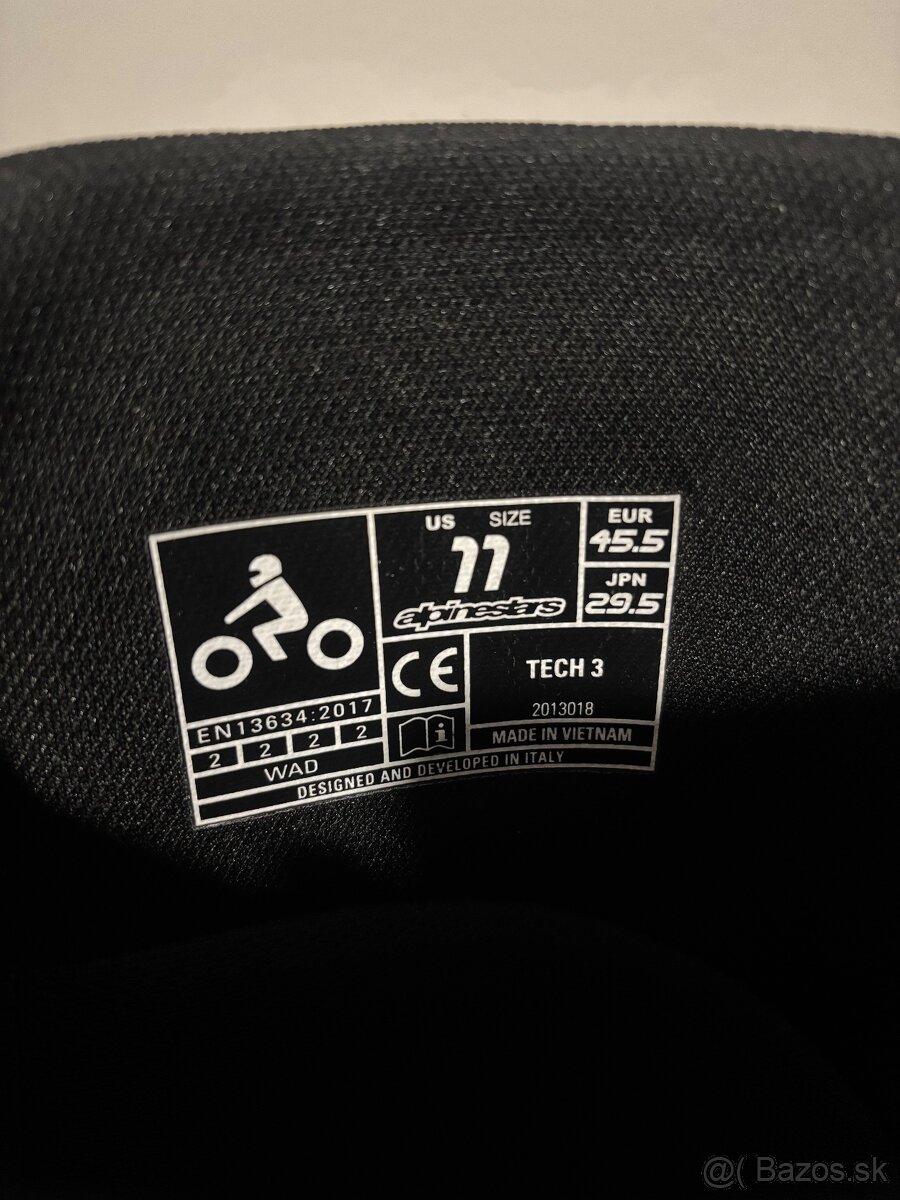 US SIZE
11
alpinestars
EUR
45.5
JPN
29.5
CE
TECH 3
2013018
EN13634:2017
2 2 2 2
WAD
i
MADE IN VIETNAM
DESIGNED AND DEVELOPED IN ITALY
@( Bazos.sk